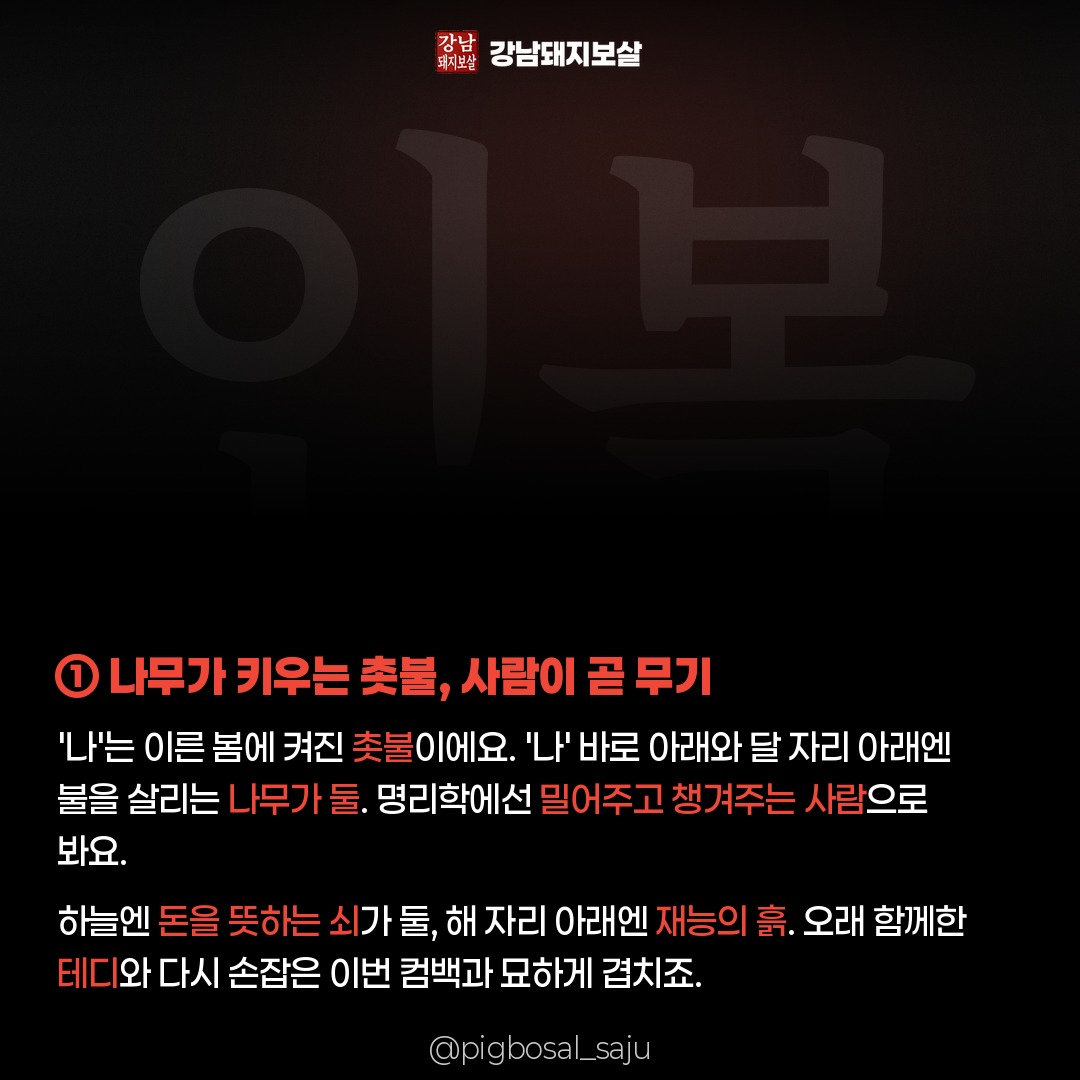 강남
돼지보살
강남돼지보살
인복
① 나무가 키우는 촛불, 사람이 곧 무기
'나'는 이른 봄에 켜진 촛불이에요. '나' 바로 아래와 달 자리 아래엔
불을 살리는 나무가 둘. 명리학에선 밀어주고 챙겨주는 사람으로
봐요.
하늘엔 돈을 뜻하는 쇠가 둘, 해 자리 아래엔 재능의 흙. 오래 함께한
테디와 다시 손잡은 이번 컴백과 묘하게 겹치죠.
@pigbosal_saju